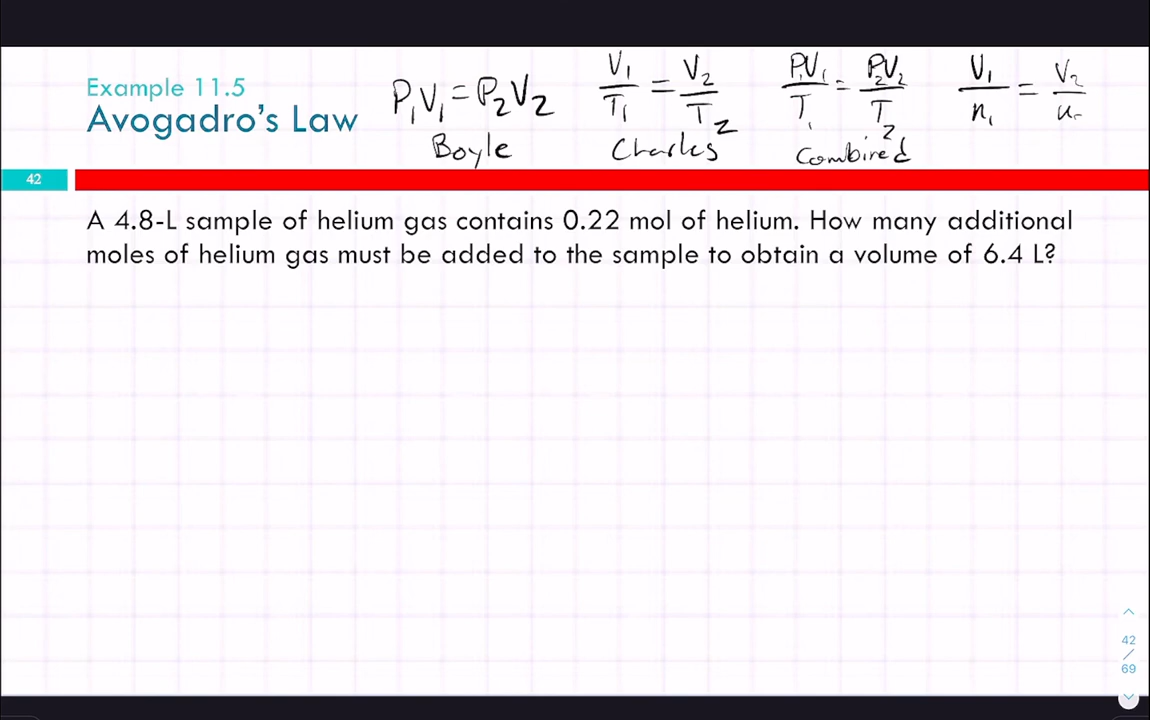 Example 11.5
Avogadro's Law
P₁V₁ = P₂V₂
Boyle
V₁/T₁ = V₂/T₂
Charles
P₁V₁/T₁ = P₂V₂/T₂
Combined
V₁/n₁ = V₂/n₂
42
A 4.8-L sample of helium gas contains 0.22 mol of helium. How many additional
moles of helium gas must be added to the sample to obtain a volume of 6.4 L?
42
/
69